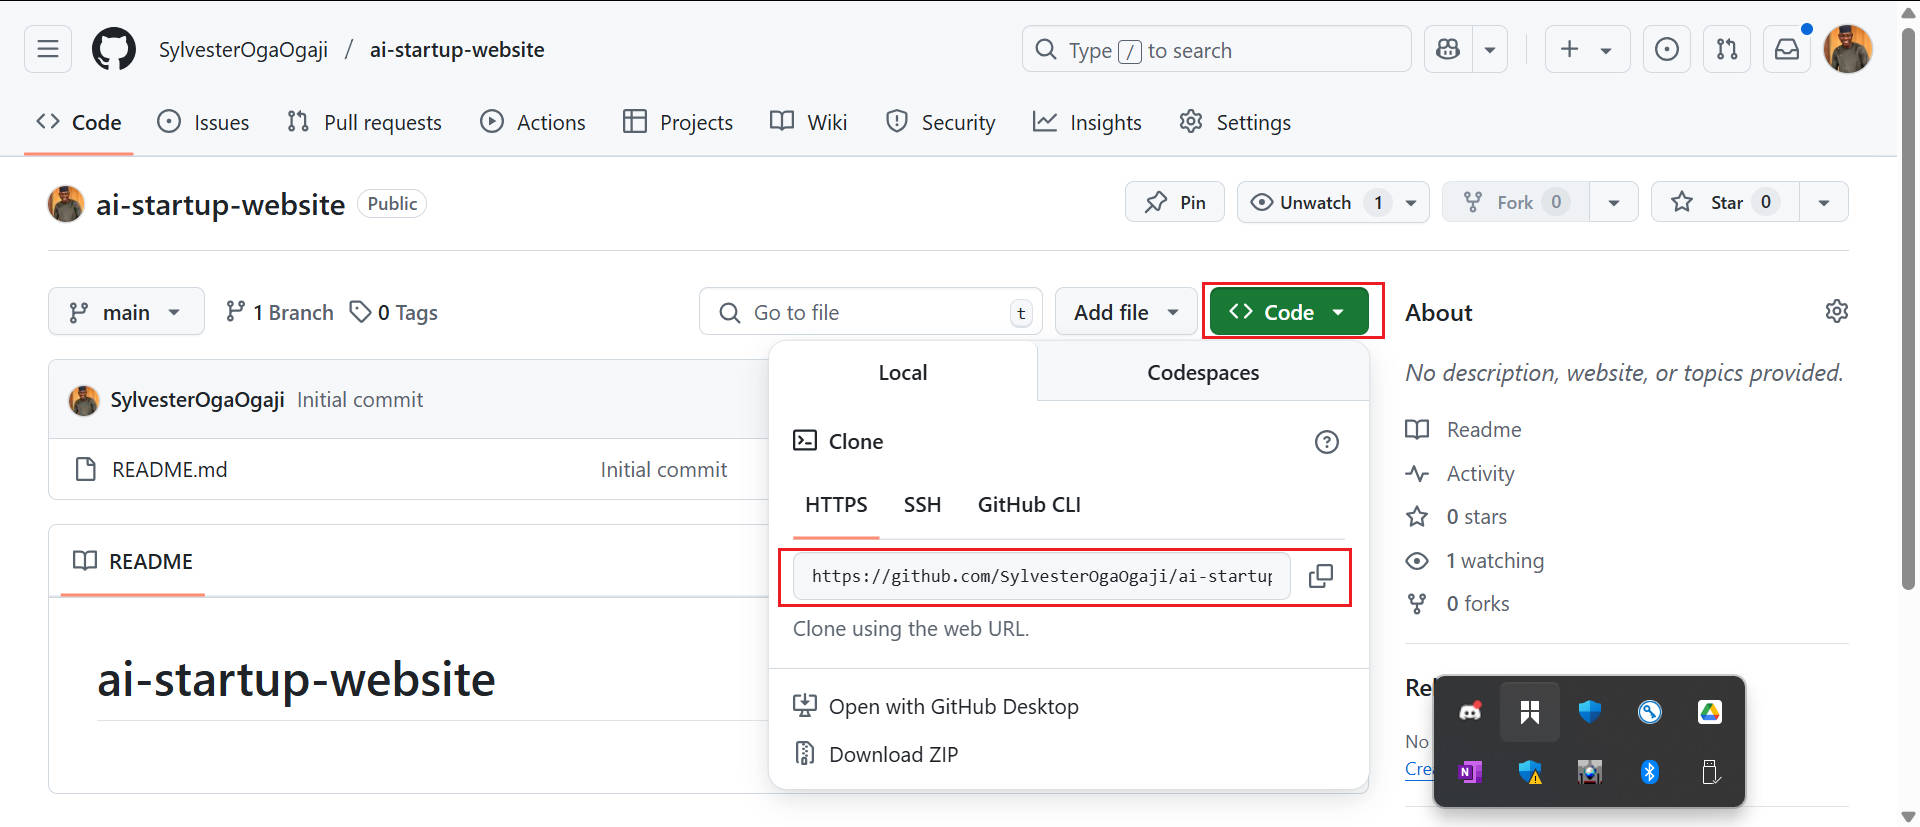 SylvesterOgaOgaji / ai-startup-website
Type / to search
Code Issues Pull requests Actions Projects Wiki Security Insights Settings
ai-startup-website Public
Pin Unwatch 1 Fork 0 Star 0
main 1 Branch 0 Tags
Go to file t Add file <> Code
SylvesterOgaOgaji Initial commit
README.md Initial commit
README
ai-startup-website
Local Codespaces
Clone
HTTPS SSH GitHub CLI
https://github.com/SylvesterOgaOgaji/ai-startup
Clone using the web URL.
Open with GitHub Desktop
Download ZIP
About
No description, website, or topics provided.
Readme
Activity
0 stars
1 watching
0 forks
Re
No
Cre